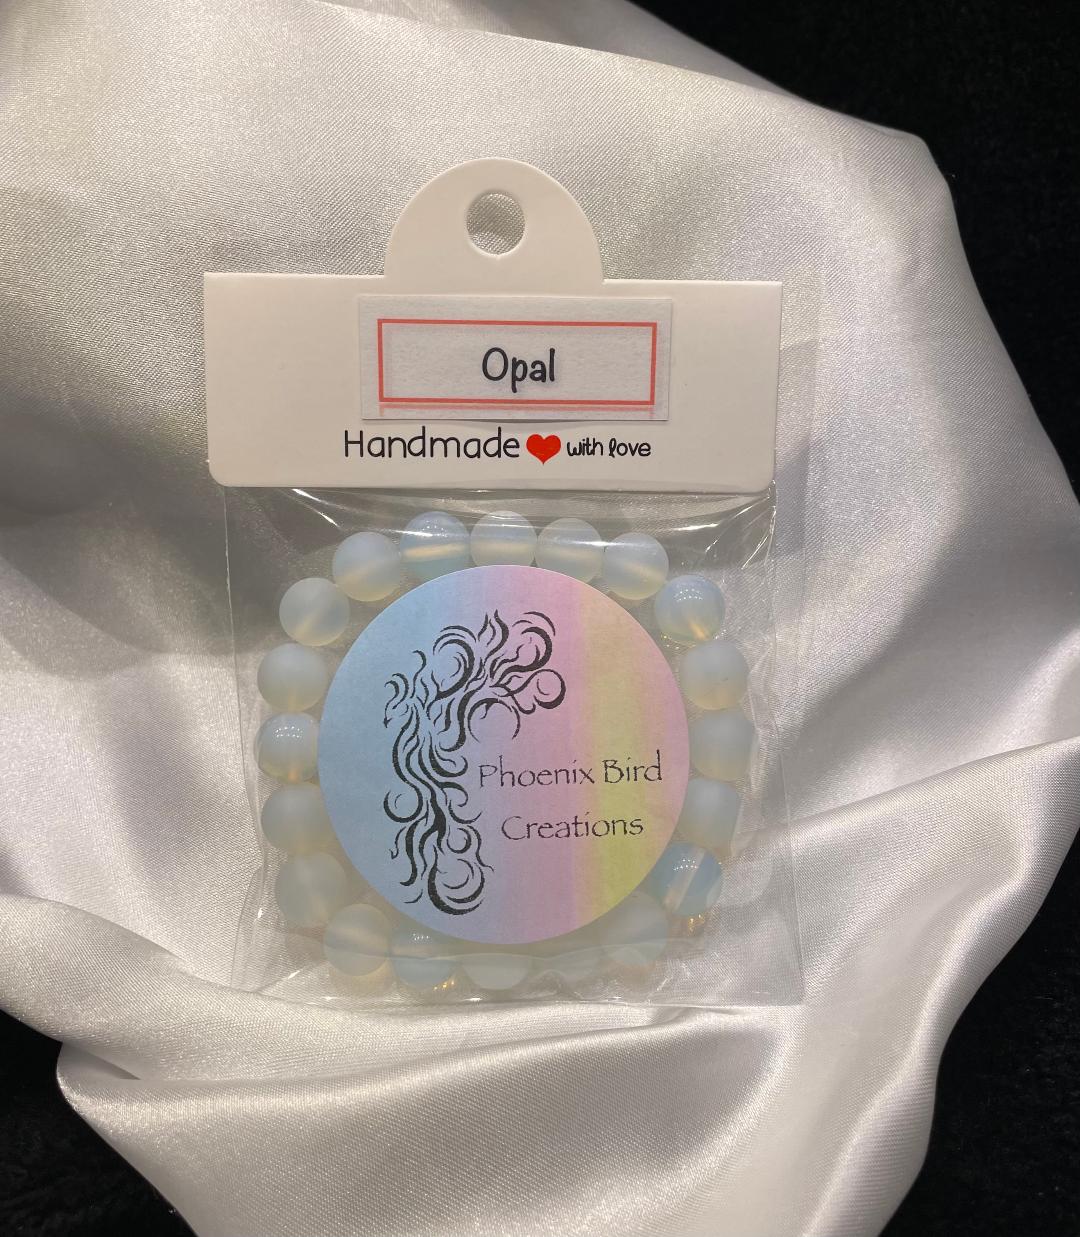 Opal
Handmade ❤ with love
Phoenix Bird
Creations